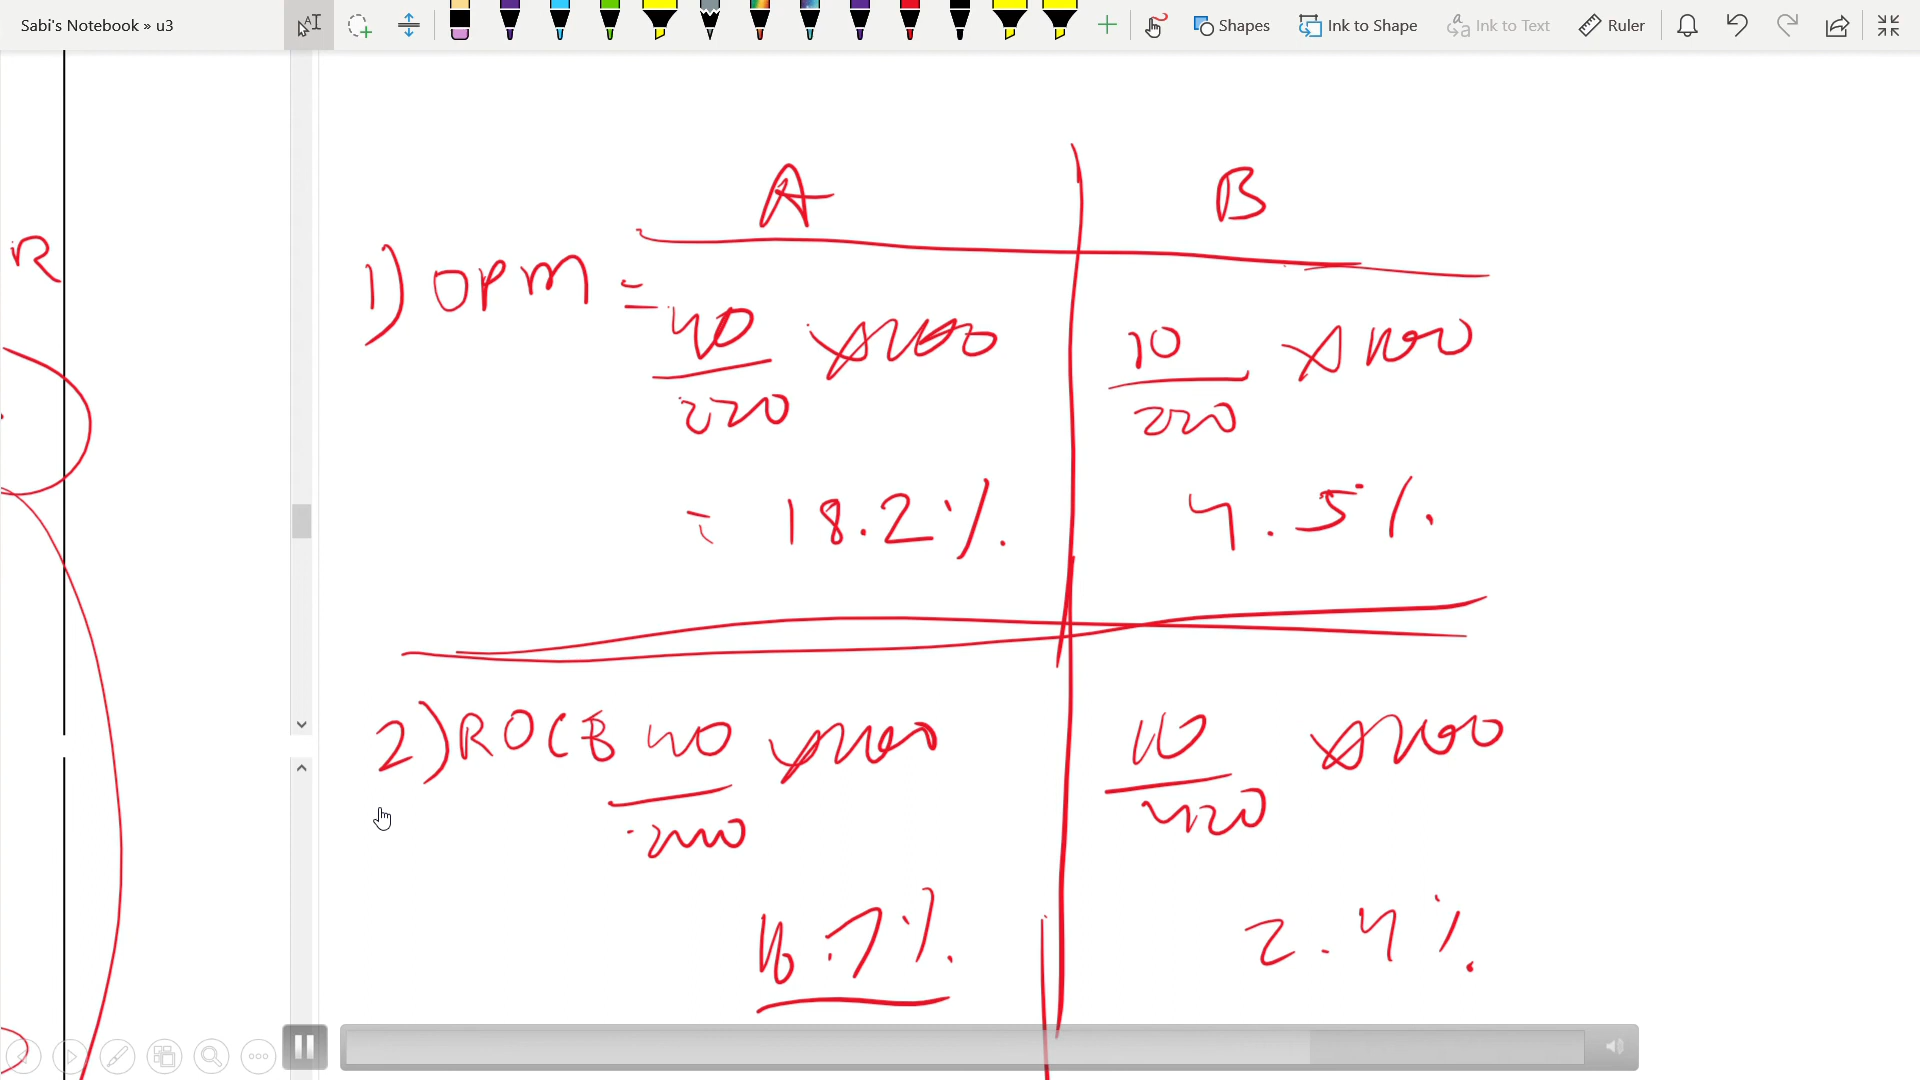 Sabi's Notebook » u3
Shapes
Ink to Shape
Ink to Text
Ruler
R
A B
1) OPM = 40/220 × 100 10/220 × 100
= 18.2 %. 4.5 %.
2) ROCE 40/240 × 100 10/420 × 100
16.7 %. 2.4 %.